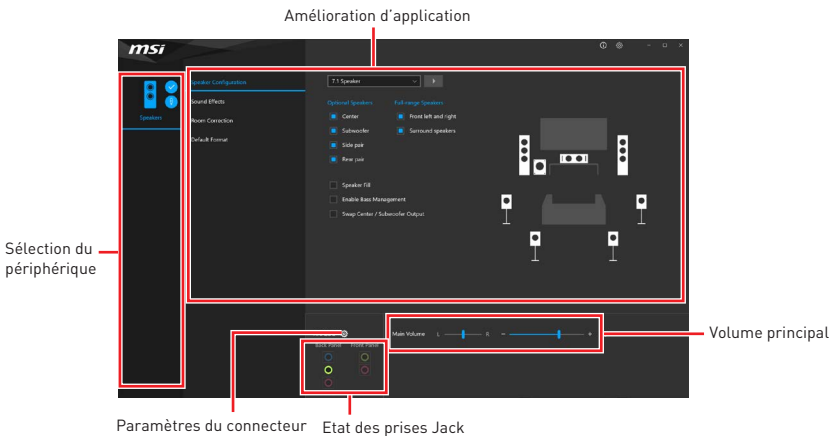 Amélioration d'application
msi
Speakers
Speaker Configuration
Sound Effects
Room Correction
Default Format
7.1 Speaker
Optional Speakers
Full-range Speakers
Center
Front left and right
Subwoofer
Surround speakers
Side pair
Rear pair
Speaker Fill
Enable Bass Management
Swap Center / Subwoofer Output
Sélection du
périphérique
Main Volume L R - +
Volume principal
Back Panel Front Panel
Paramètres du connecteur
Etat des prises Jack